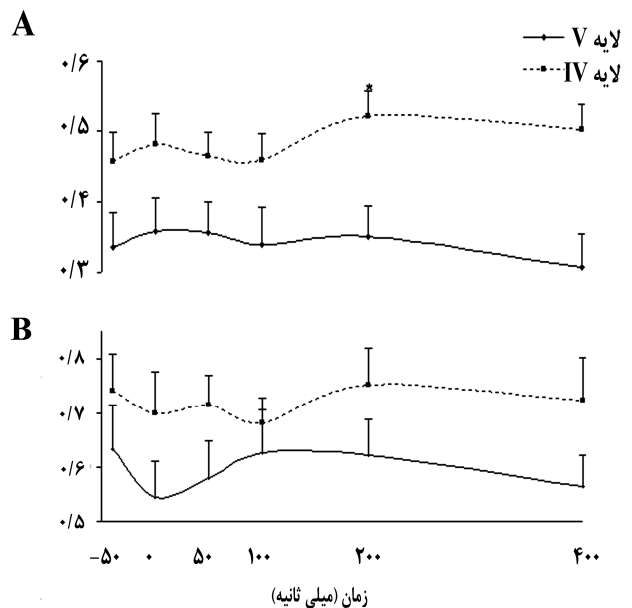 A
لایه V
لایه IV
۰/۶
*
۰/۵
۰/۴
۰/۳
B
۰/۸
۰/۷
۰/۶
۰/۵
−۵۰ ۰ ۵۰ ۱۰۰ ۲۰۰ ۴۰۰
زمان (میلی ثانیه)